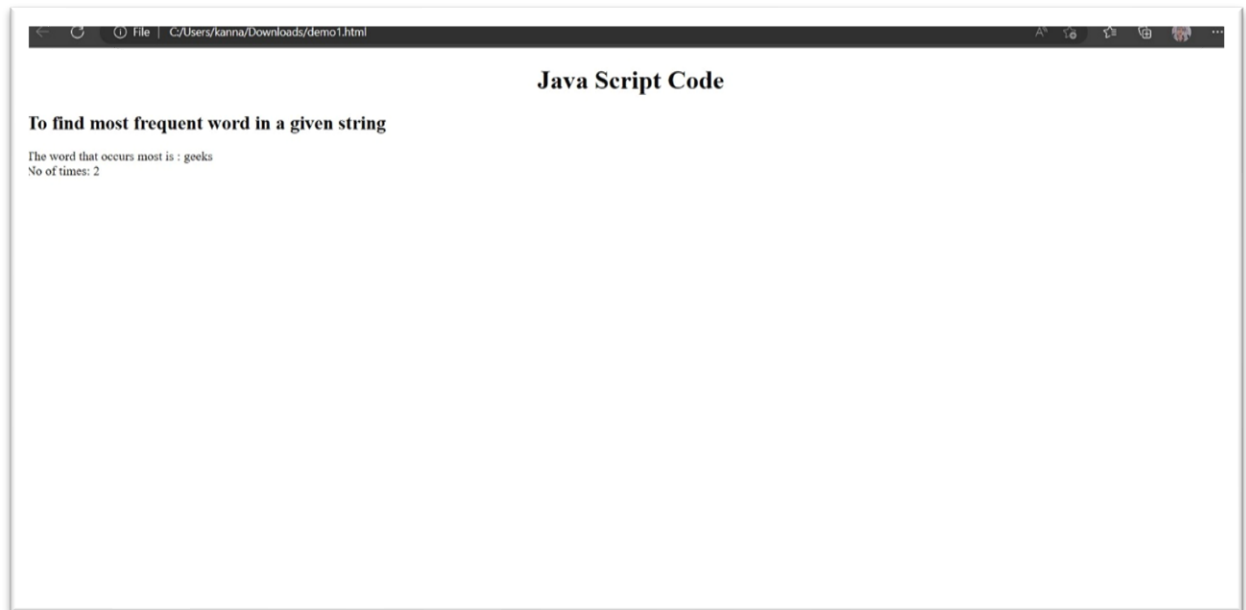 File | C:/Users/kanna/Downloads/demo1.html
Java Script Code
To find most frequent word in a given string
The word that occurs most is : geeks
No of times: 2